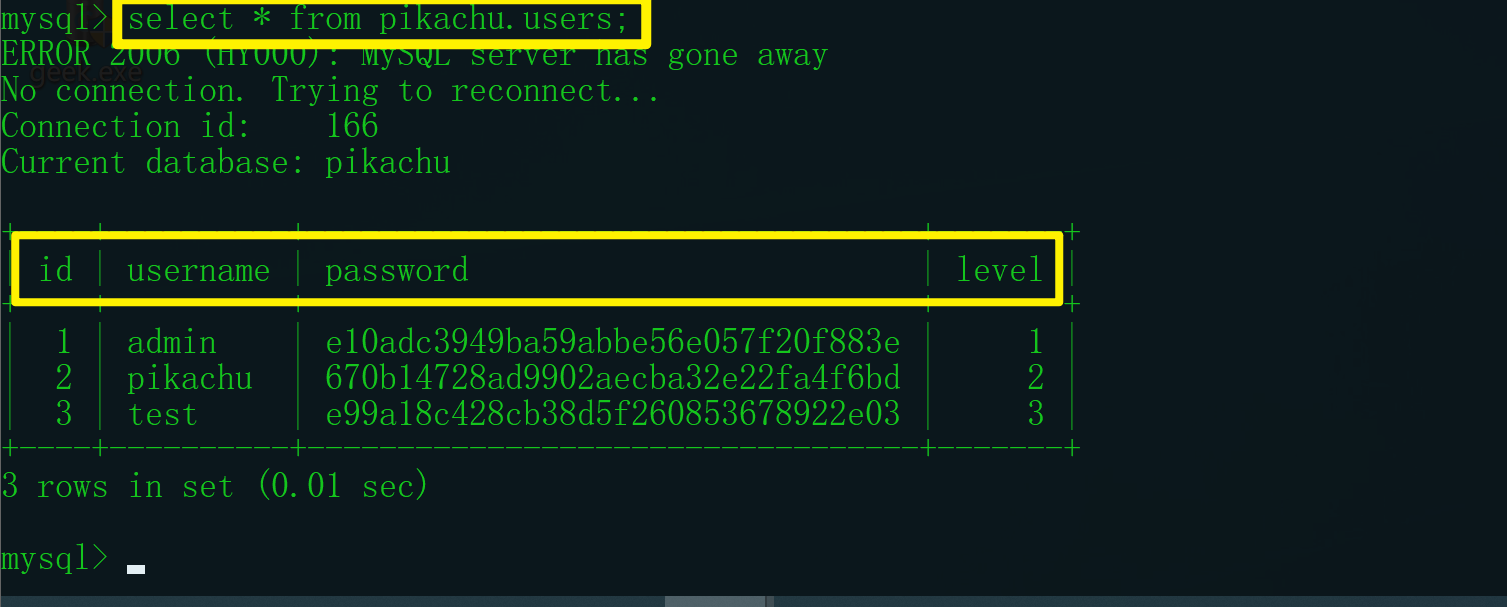 mysql> select * from pikachu.users;
ERROR 2006 (HY000): MySQL server has gone away
geek.exe
No connection. Trying to reconnect...
Connection id:    166
Current database: pikachu
| id | username | password | level |
| 1 | admin | e10adc3949ba59abbe56e057f20f883e | 1 |
| 2 | pikachu | 670b14728ad9902aecba32e22fa4f6bd | 2 |
| 3 | test | e99a18c428cb38d5f260853678922e03 | 3 |
3 rows in set (0.01 sec)
mysql>